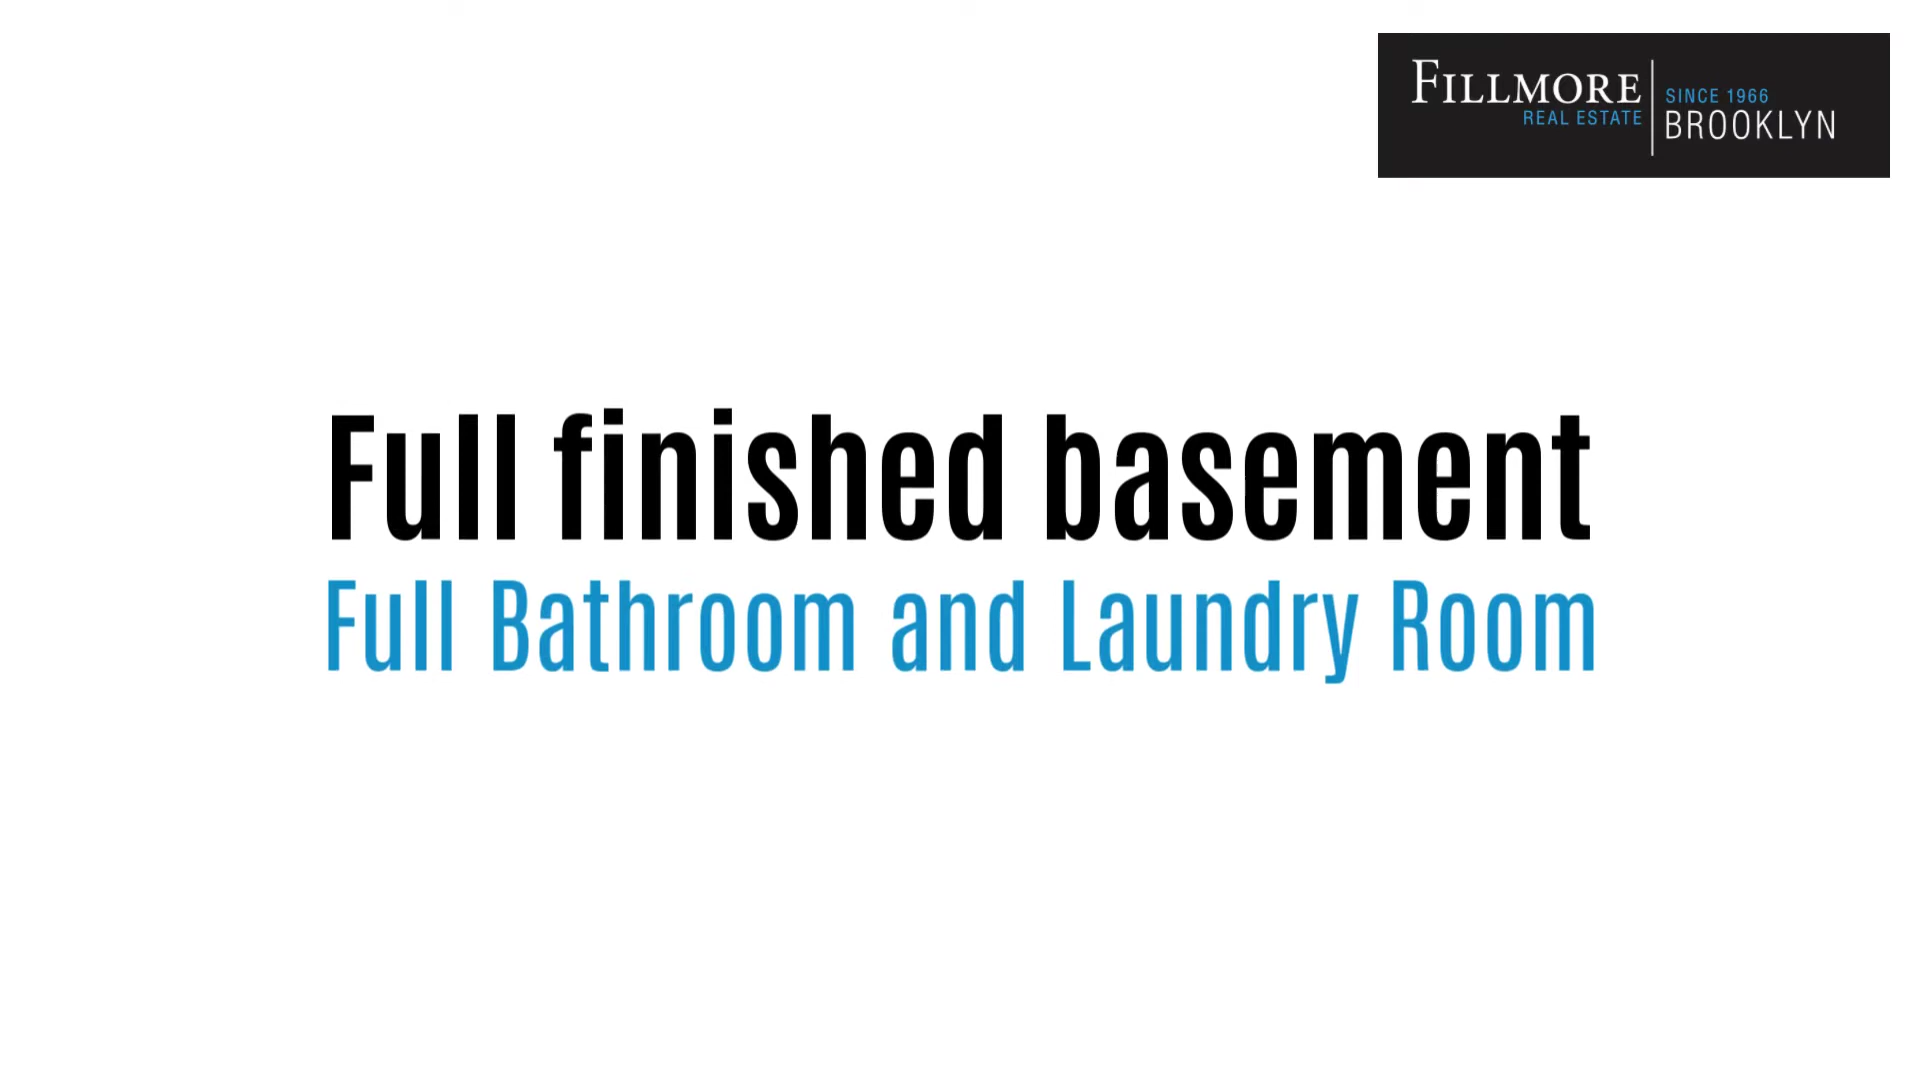 FILLMORE
REAL ESTATE
SINCE 1966
BROOKLYN
Full finished basement
Full Bathroom and Laundry Room